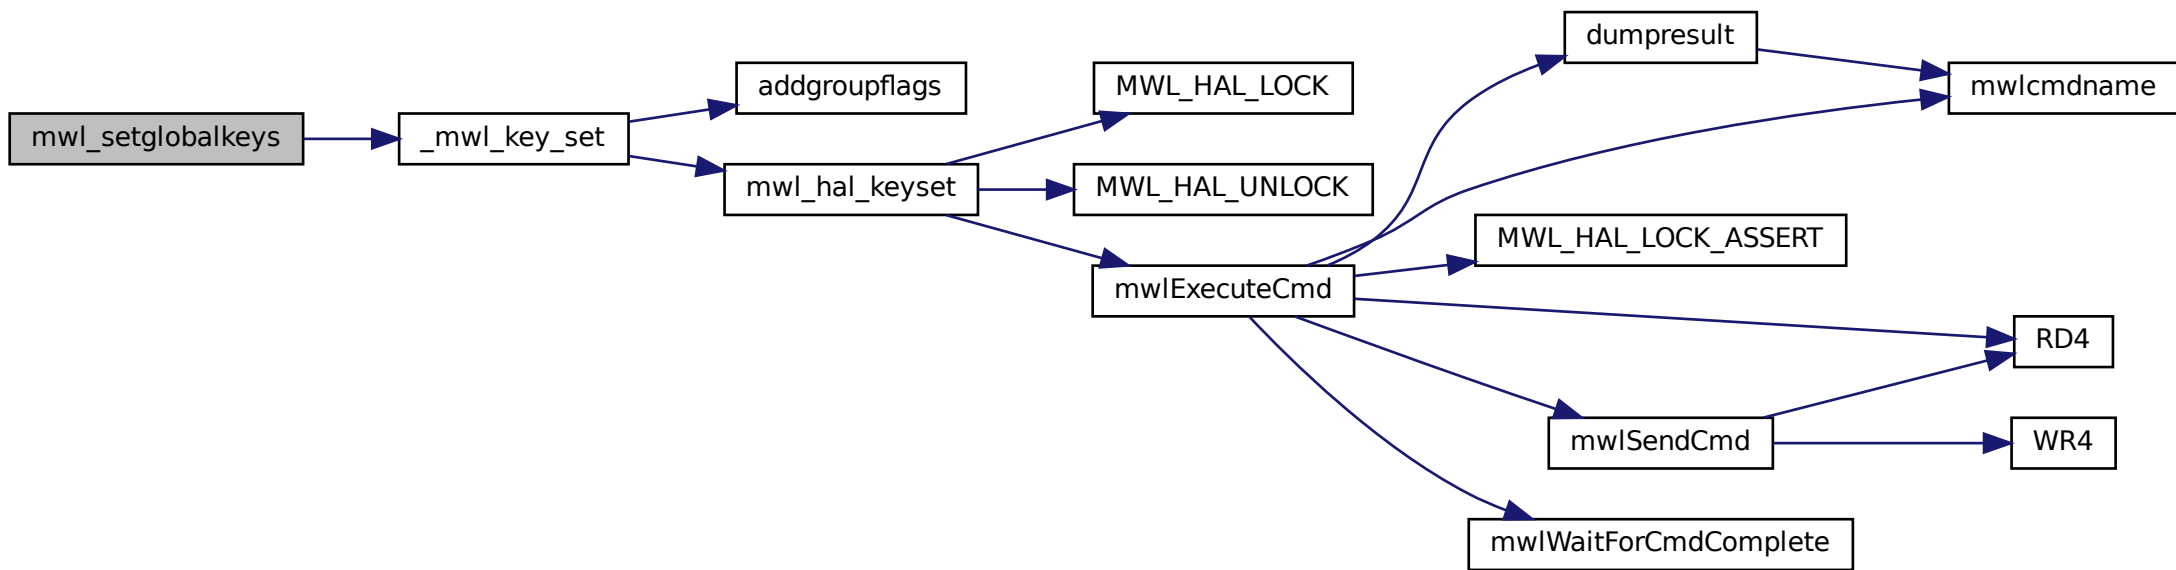 mwl_setglobalkeys
_mwl_key_set
addgroupflags
mwl_hal_keyset
MWL_HAL_LOCK
MWL_HAL_UNLOCK
mwlExecuteCmd
dumpresult
mwlcmdname
MWL_HAL_LOCK_ASSERT
RD4
mwlSendCmd
WR4
mwlWaitForCmdComplete